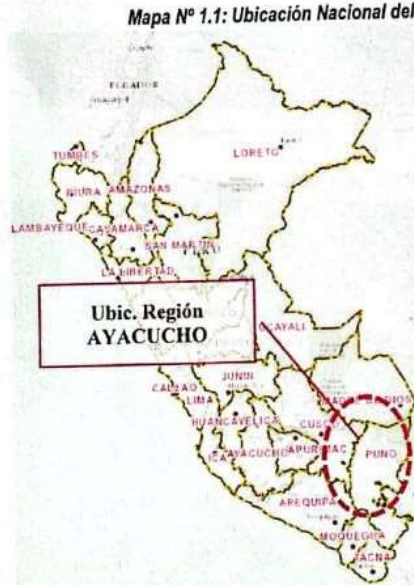 Mapa Nº 1.1: Ubicación Nacional del
ECUADOR
TUMBES
LORETO
PIURA AMAZONAS
LAMBAYEQUE CAJAMARCA
SAN MARTIN
LA LIBERTAD
Ubic. Región
AYACUCHO
UCAYALI
JUNIN
CALLAO
LIMA
MADRE DE DIOS
HUANCAVELICA
CUSCO
ICA AYACUCHO APURIMAC
PUNO
AREQUIPA
MOQUEGUA
TACNA